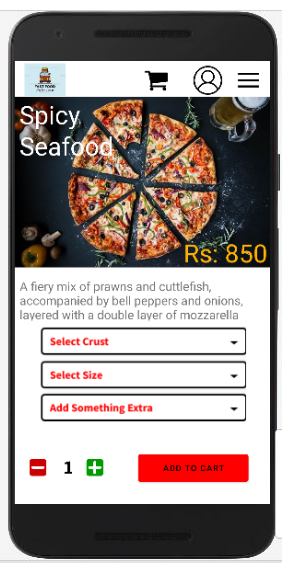 FAST FOOD
Spicy
Seafood
Rs: 850
A fiery mix of prawns and cuttlefish,
accompanied by bell peppers and onions,
layered with a double layer of mozzarella
Select Crust
Select Size
Add Something Extra
1
ADD TO CART